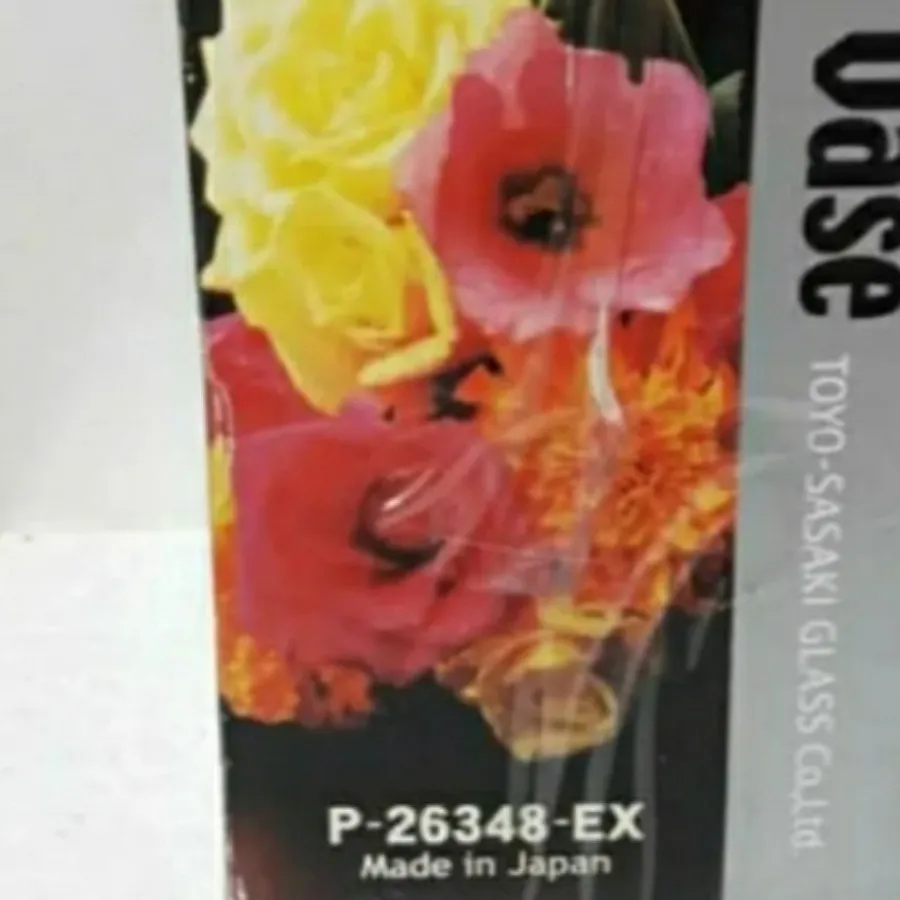 Vase
TOYO-SASAKI GLASS Co.,Ltd.
P-26348-EX
Made in Japan